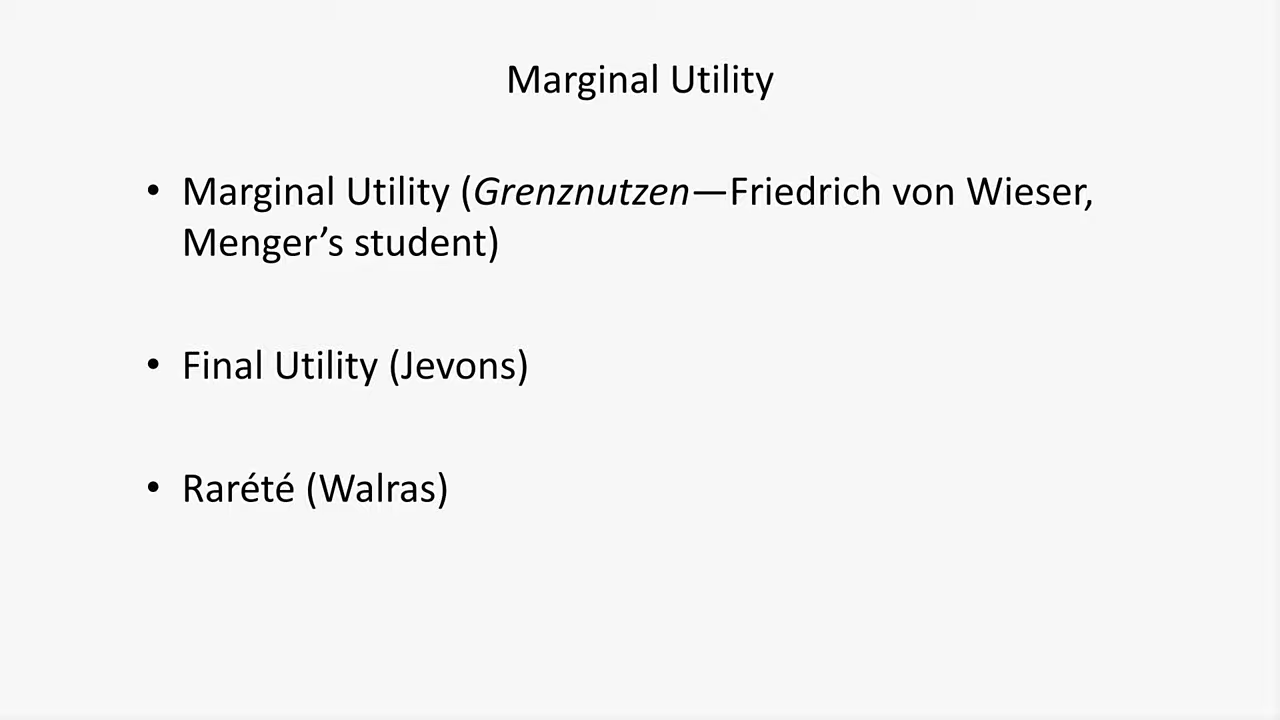 Marginal Utility
• Marginal Utility (Grenznutzen—Friedrich von Wieser,
Menger’s student)
• Final Utility (Jevons)
• Rarété (Walras)